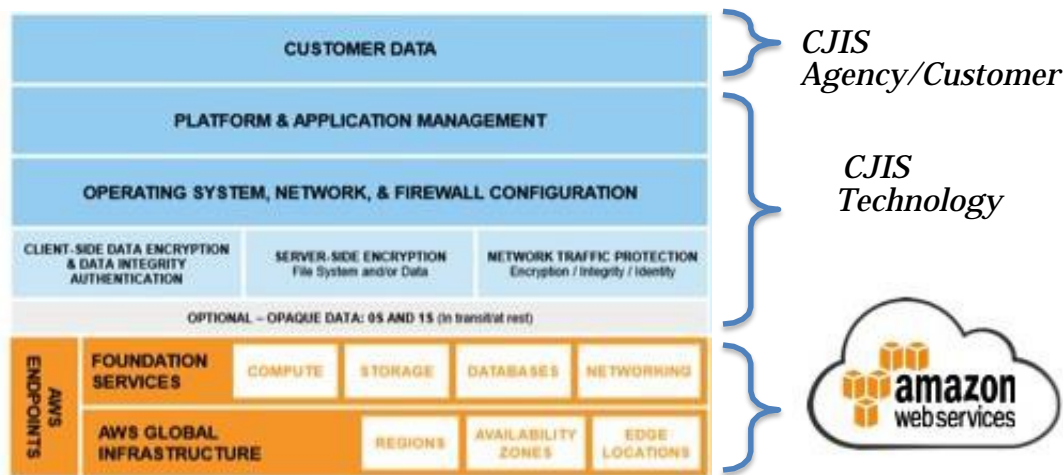 CUSTOMER DATA
CJIS
Agency/Customer
PLATFORM & APPLICATION MANAGEMENT
OPERATING SYSTEM, NETWORK, & FIREWALL CONFIGURATION
CJIS
Technology
CLIENT-SIDE DATA ENCRYPTION
& DATA INTEGRITY
AUTHENTICATION
SERVER-SIDE ENCRYPTION
File System and/or Data
NETWORK TRAFFIC PROTECTION
Encryption / Integrity / Identity
OPTIONAL – OPAQUE DATA: 0S AND 1S (in transit/at rest)
AWS
ENDPOINTS
FOUNDATION
SERVICES
COMPUTE
STORAGE
DATABASES
NETWORKING
AWS GLOBAL
INFRASTRUCTURE
REGIONS
AVAILABILITY
ZONES
EDGE
LOCATIONS
amazon
webservices